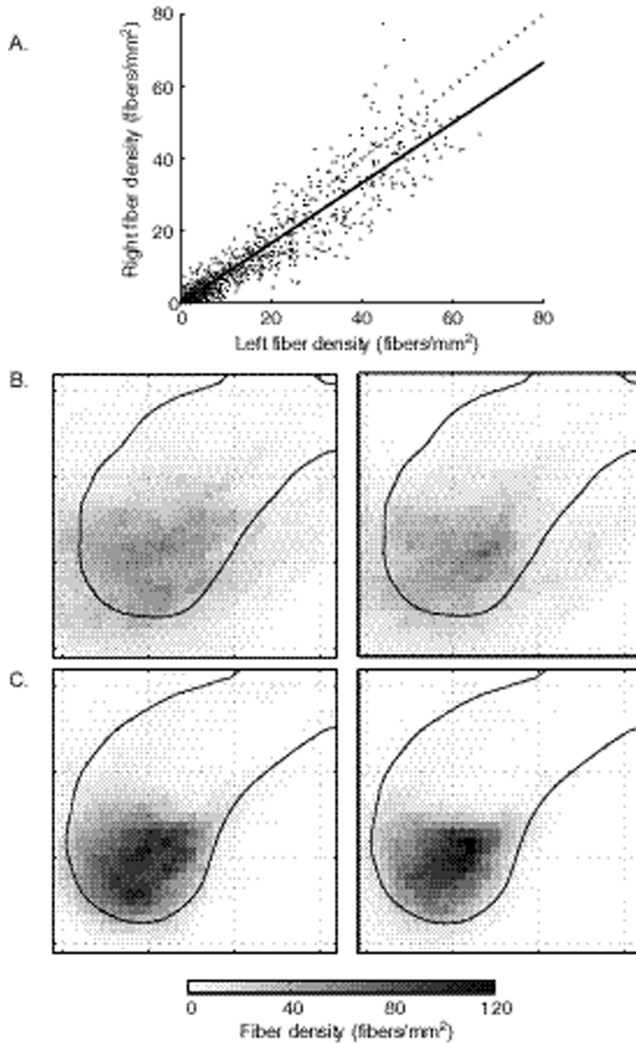 A.
80
60
40
20
0
Right fiber density (fibers/mm²)
0 20 40 60 80
Left fiber density (fibers/mm²)
B.
C.
0 40 80 120
Fiber density (fibers/mm²)